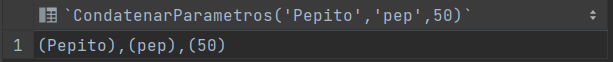 `CondatenarParametros('Pepito','pep',50)`
1 (Pepito),(pep),(50)